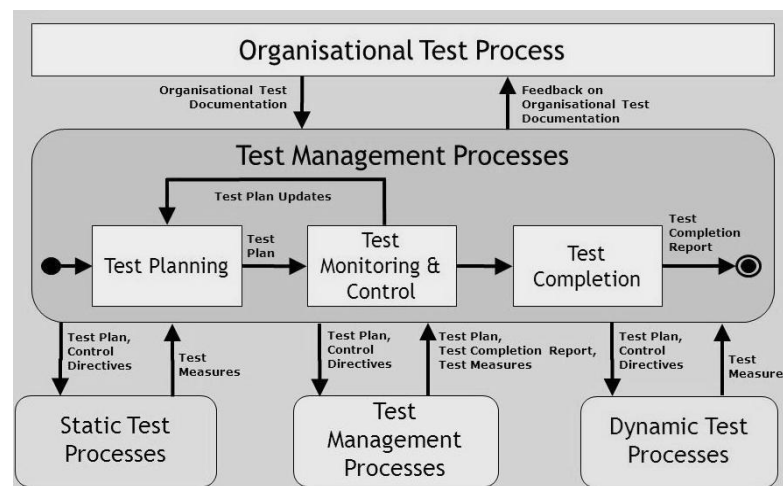 Organisational Test Process
Organisational Test
Documentation
Feedback on
Organisational Test
Documentation
Test Management Processes
Test Plan Updates
Test Planning
Test
Plan
Test
Monitoring &
Control
Test
Completion
Test
Completion
Report
Test Plan,
Control
Directives
Test
Measures
Test Plan,
Control
Directives
Test Plan,
Test Completion Report,
Test Measures
Test Plan,
Control
Directives
Test
Measure
Static Test
Processes
Test
Management
Processes
Dynamic Test
Processes